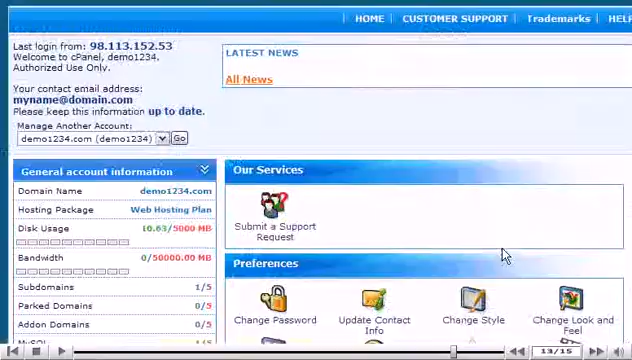 HOME CUSTOMER SUPPORT Trademarks HELP
Last login from: 98.113.152.53
Welcome to cPanel, demo1234.
Authorized Use Only.
Your contact email address:
myname@domain.com
Please keep this information up to date.
Manage Another Account:
demo1234.com (demo1234) Go
LATEST NEWS
All News
General account information
Domain Name demo1234.com
Hosting Package Web Hosting Plan
Disk Usage 10.63/5000 MB
Bandwidth 0/50000.00 MB
Subdomains 1/5
Parked Domains 0/5
Addon Domains 0/5
Our Services
Submit a Support
Request
Preferences
Change Password
Update Contact
Info
Change Style
Change Look and
Feel
13/15